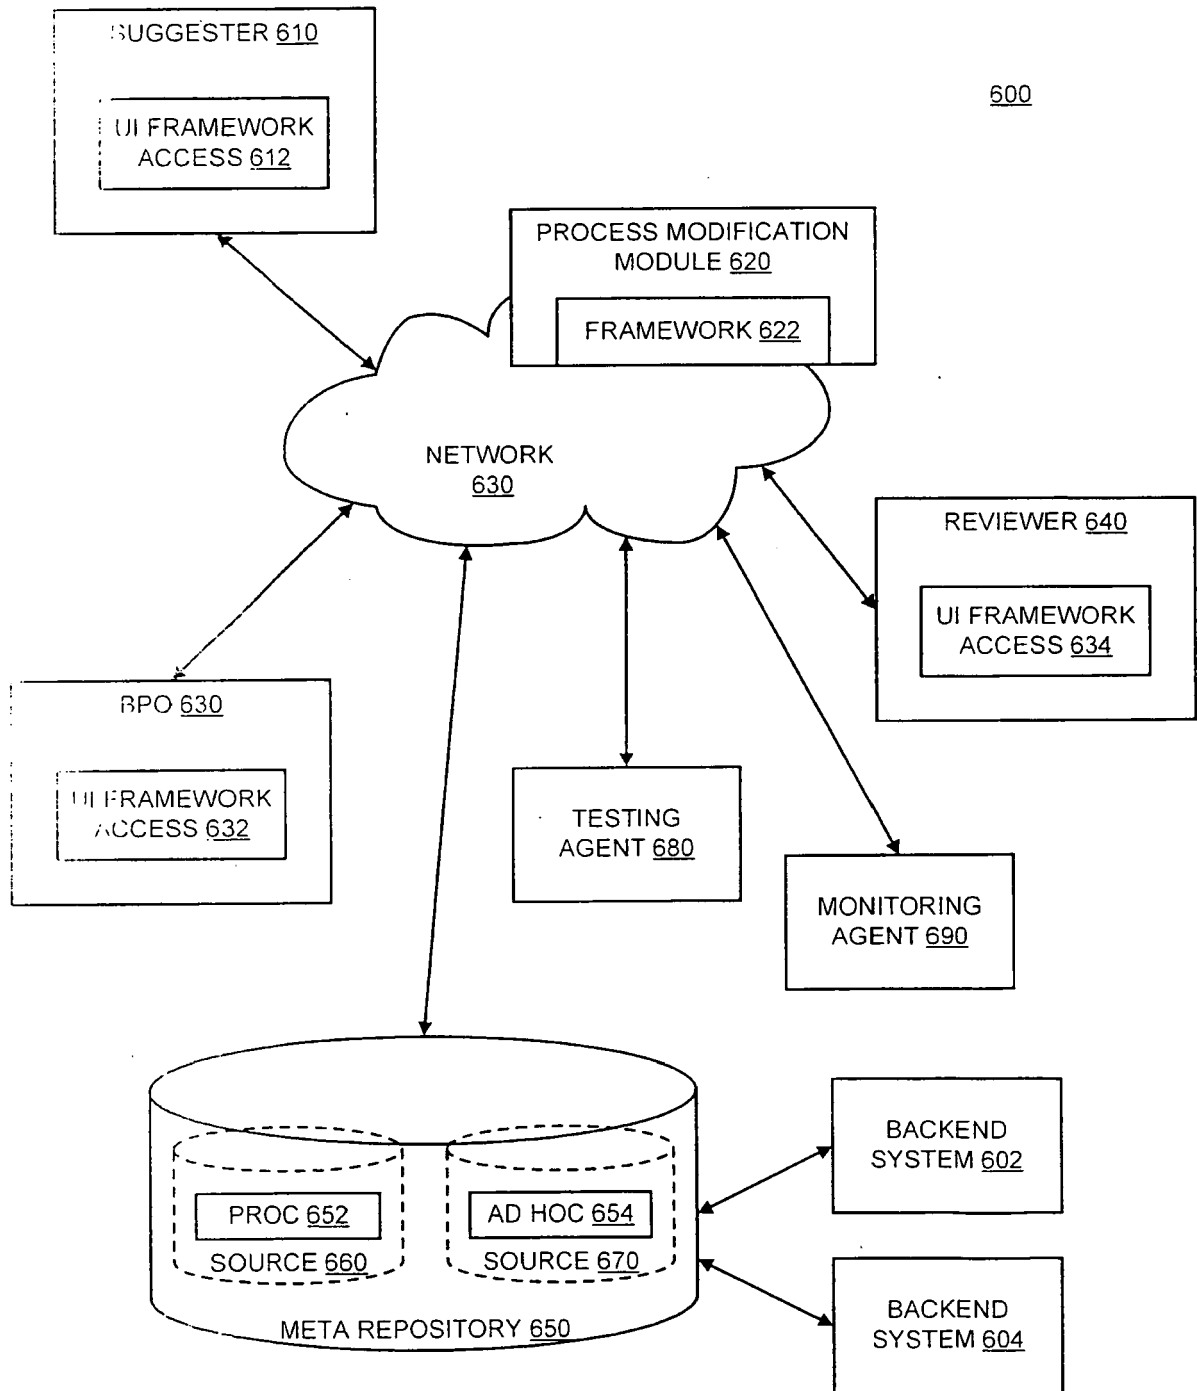 SUGGESTER 610
UI FRAMEWORK
ACCESS 612
600
PROCESS MODIFICATION
MODULE 620
FRAMEWORK 622
NETWORK
630
REVIEWER 640
UI FRAMEWORK
ACCESS 634
BPO 630
UI FRAMEWORK
ACCESS 632
TESTING
AGENT 680
MONITORING
AGENT 690
BACKEND
SYSTEM 602
PROC 652
SOURCE 660
AD HOC 654
SOURCE 670
META REPOSITORY 650
BACKEND
SYSTEM 604